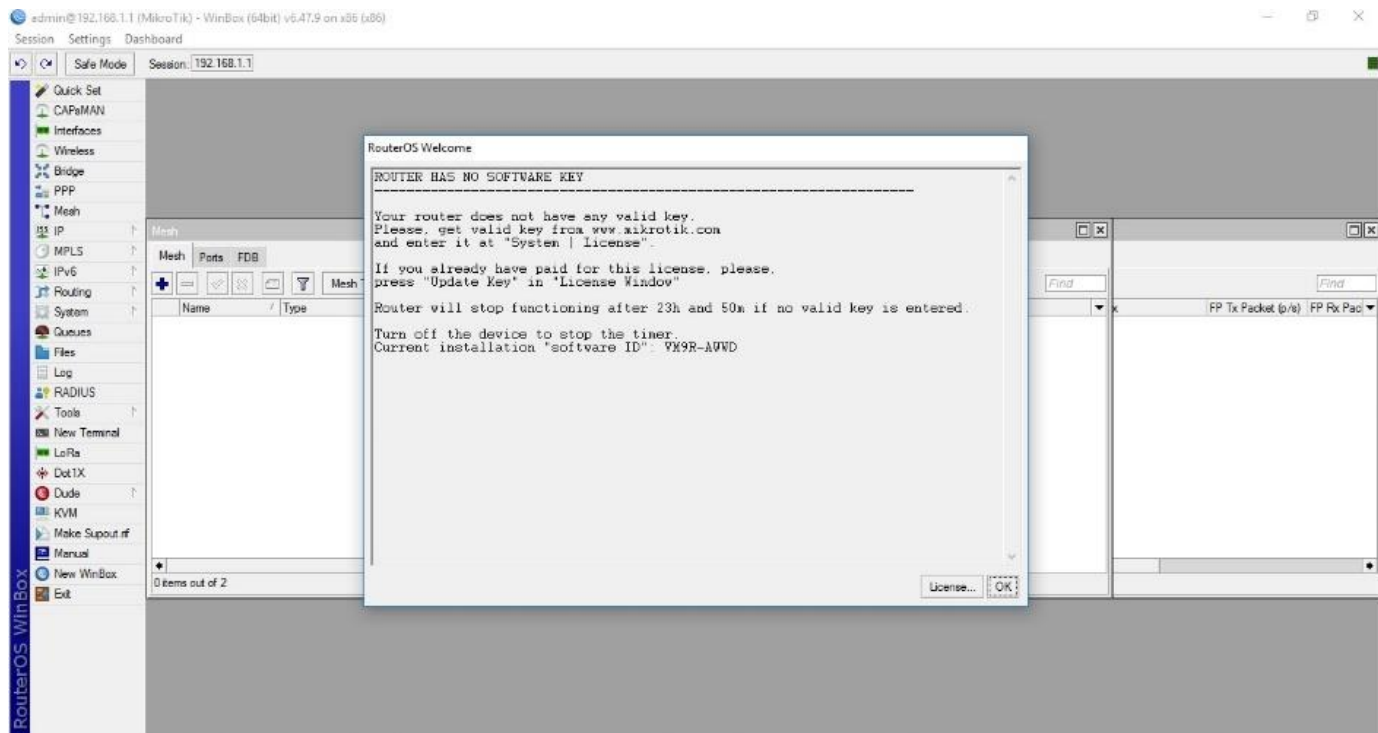 admin@192.168.1.1 (MikroTik) - WinBox (64bit) v6.47.9 on x86 (x86)
Session Settings Dashboard
Safe Mode Session: 192.168.1.1
Quick Set
CAPsMAN
Interfaces
Wireless
Bridge
PPP
Mesh
IP
MPLS
IPv6
Routing
System
Queues
Files
Log
RADIUS
Tools
New Terminal
LoRa
Dot1X
Dude
KVM
Make Supout.rif
Manual
New WinBox
Exit
RouterOS WinBox
Mesh
Mesh Ports FDB
Mesh T
Name Type
0 items out of 2
RouterOS Welcome
ROUTER HAS NO SOFTWARE KEY
----------------------------------------------------------------------
Your router does not have any valid key.
Please, get valid key from www.mikrotik.com
and enter it at "System | License".
If you already have paid for this license, please,
press "Update Key" in "License Window"
Router will stop functioning after 23h and 50m if no valid key is entered.
Turn off the device to stop the timer.
Current installation "software ID":
License... OK
Find
Find
x FP Tx Packet (p/s) FP Rx Pac